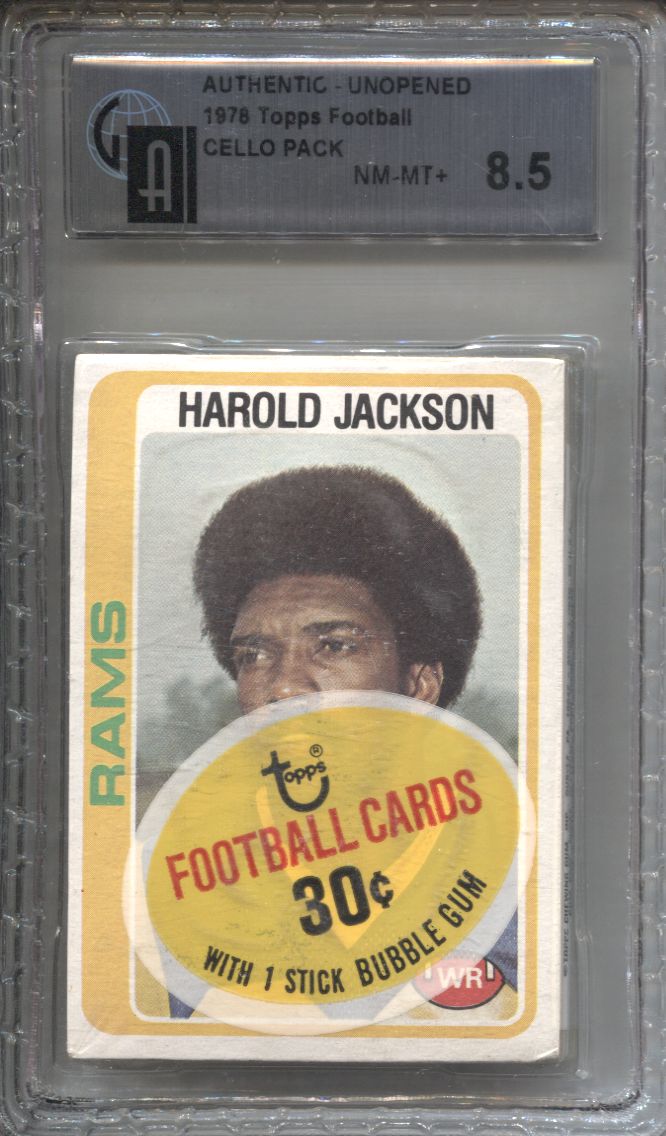 AUTHENTIC - UNOPENED
1978 Topps Football
CELLO PACK
NM-MT+ 8.5
GAI
HAROLD JACKSON
RAMS
topps®
FOOTBALL CARDS
30¢
WITH 1 STICK BUBBLE GUM
WR